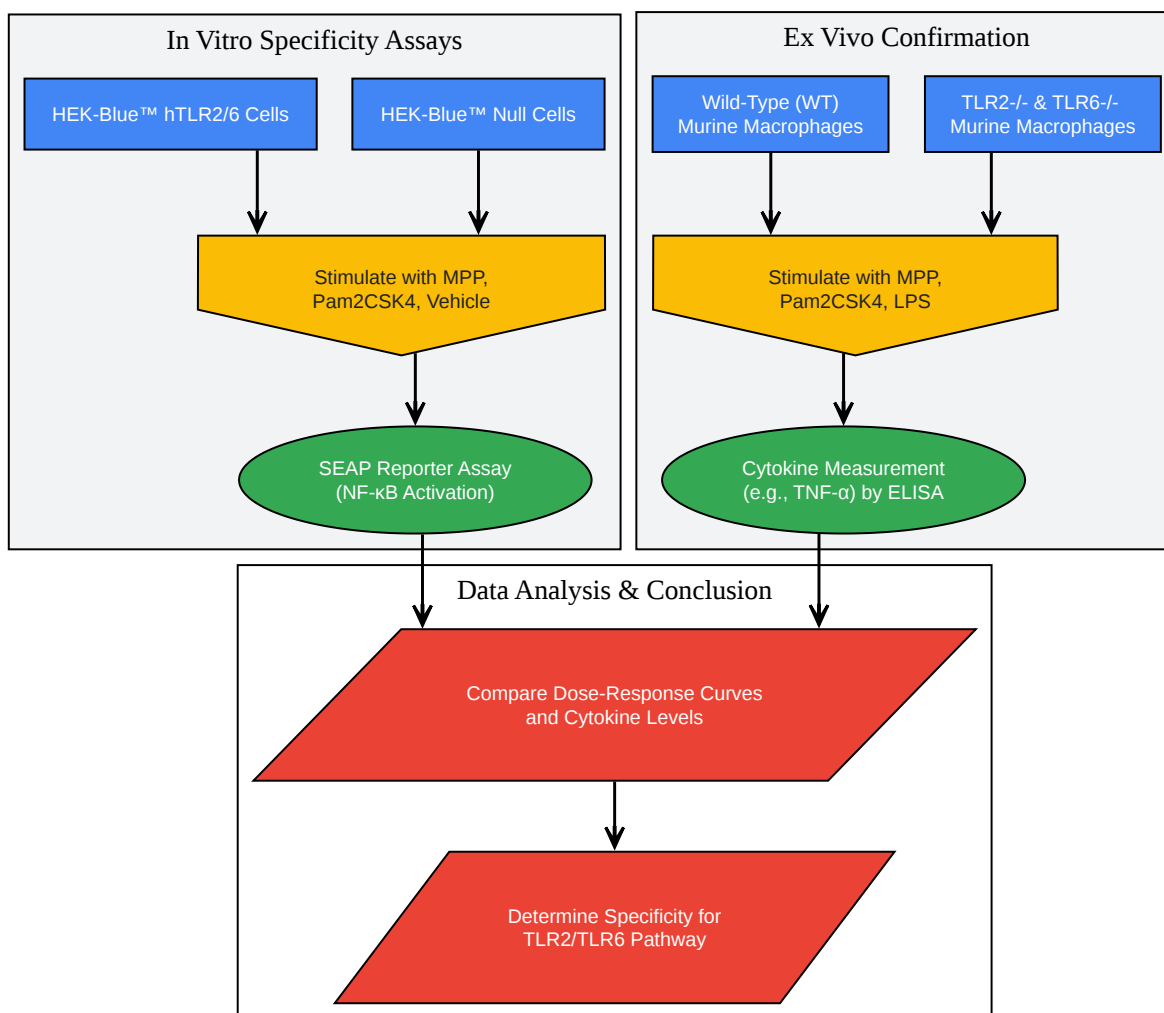 In Vitro Specificity Assays
HEK-Blue™ hTLR2/6 Cells
HEK-Blue™ Null Cells
Stimulate with MPP,
Pam2CSK4, Vehicle
SEAP Reporter Assay
(NF-κB Activation)
Ex Vivo Confirmation
Wild-Type (WT)
Murine Macrophages
TLR2-/- & TLR6-/-
Murine Macrophages
Stimulate with MPP,
Pam2CSK4, LPS
Cytokine Measurement
(e.g., TNF-α) by ELISA
Data Analysis & Conclusion
Compare Dose-Response Curves
and Cytokine Levels
Determine Specificity for
TLR2/TLR6 Pathway